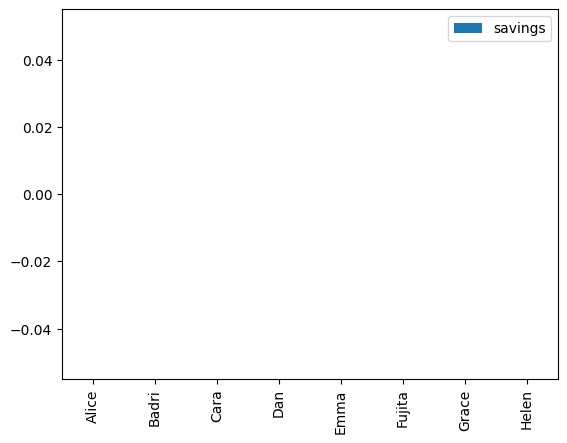 savings
0.04
0.02
0.00
−0.02
−0.04
Alice
Badri
Cara
Dan
Emma
Fujita
Grace
Helen